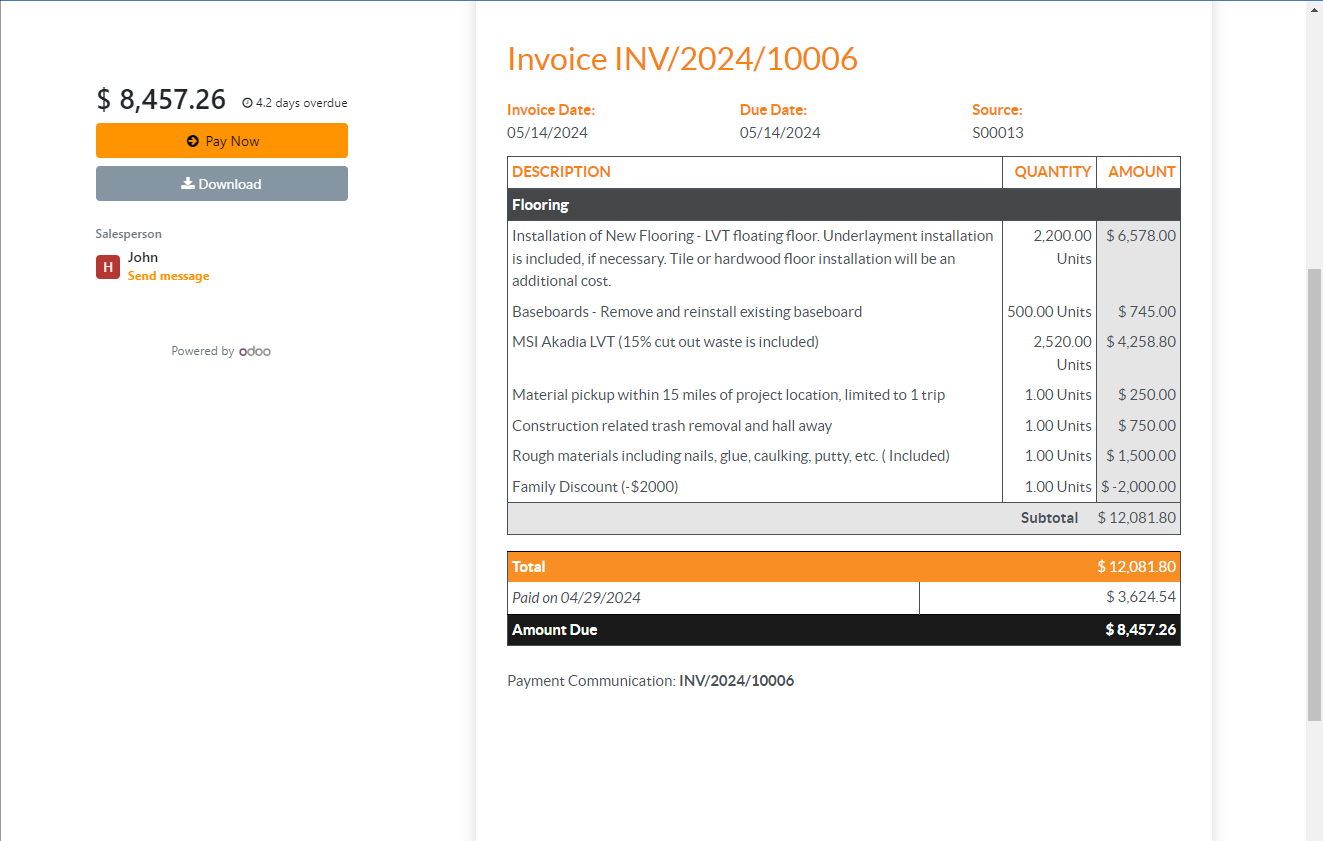 $ 8,457.26 4.2 days overdue
Pay Now
Download
Salesperson
H John
Send message
Powered by odoo
Invoice INV/2024/10006
Invoice Date: Due Date: Source:
05/14/2024 05/14/2024 S00013
DESCRIPTION QUANTITY AMOUNT
Flooring
Installation of New Flooring - LVT floating floor. Underlayment installation 2,200.00 $ 6,578.00
is included, if necessary. Tile or hardwood floor installation will be an Units
additional cost.
Baseboards - Remove and reinstall existing baseboard 500.00 Units $ 745.00
MSI Akadia LVT (15% cut out waste is included) 2,520.00 $ 4,258.80
Units
Material pickup within 15 miles of project location, limited to 1 trip 1.00 Units $ 250.00
Construction related trash removal and hall away 1.00 Units $ 750.00
Rough materials including nails, glue, caulking, putty, etc. ( Included) 1.00 Units $ 1,500.00
Family Discount (-$2000) 1.00 Units $ -2,000.00
Subtotal $ 12,081.80
Total $ 12,081.80
Paid on 04/29/2024 $ 3,624.54
Amount Due $ 8,457.26
Payment Communication: INV/2024/10006